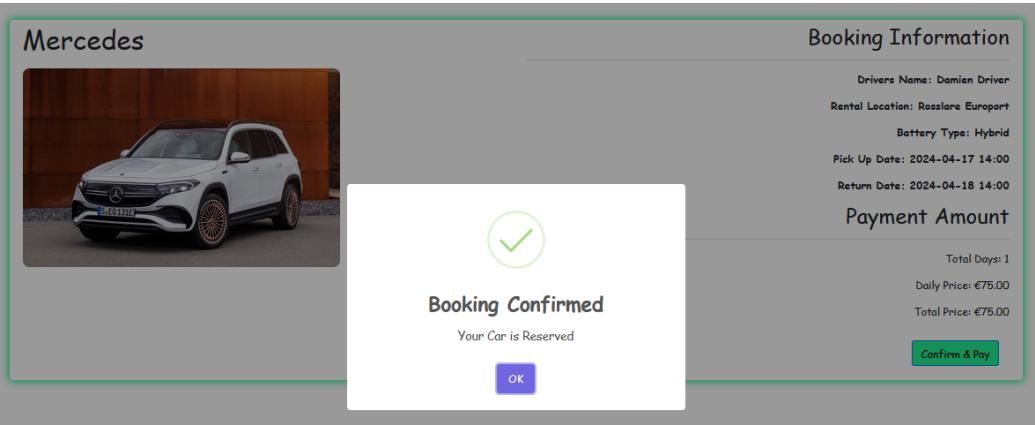 Mercedes
Booking Information
Drivers Name: Damien Driver
Rental Location: Rosslare Europort
Battery Type: Hybrid
Pick Up Date: 2024-04-17 14:00
Return Date: 2024-04-18 14:00
Payment Amount
Total Days: 1
Daily Price: €75.00
Total Price: €75.00
Confirm & Pay
Booking Confirmed
Your Car is Reserved
OK